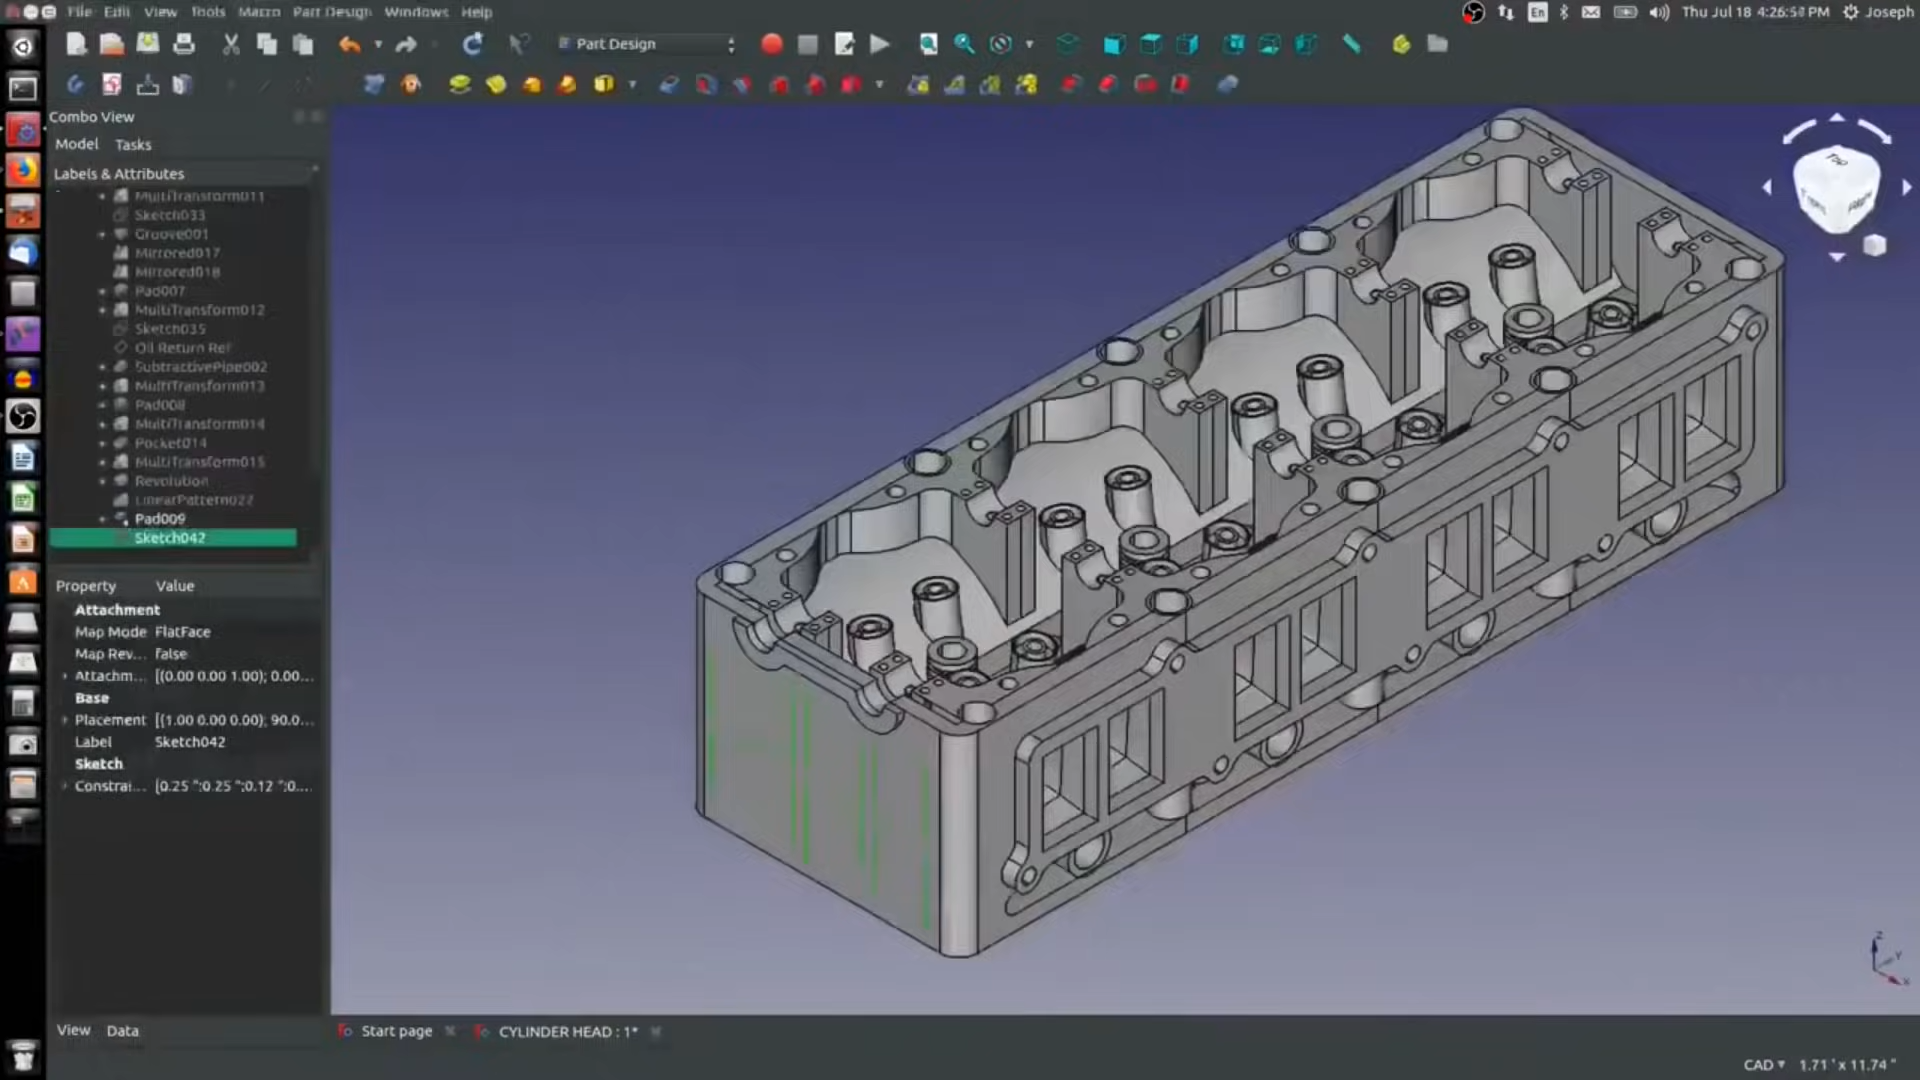 File Edit View Tools Macro Part Design Windows Help
En
Thu Jul 18 4:26:5 PM Joseph
Part Design
Combo View
Model Tasks
Labels & Attributes
MultiTransform011
Sketch033
Groove001
Mirrored017
Mirrored018
Pad007
MultiTransform012
Sketch035
Oil Return Ref
SubtractivePipe002
MultiTransform013
Pad008
MultiTransform014
Pocket014
MultiTransform015
Revolution
LinearPattern022
Pad009
Sketch042
Property Value
Attachment
Map Mode FlatFace
Map Rev... false
Attachm... [(0.00 0.00 1.00); 0.00...
Base
Placement [(1.00 0.00 0.00); 90.0...
Label Sketch042
Sketch
Constrai... [0.25 ";0.25 ";0.12 ";0....
View Data
Start page
CYLINDER HEAD : 1*
TOP
Z
Y
X
CAD 1.71 ' x 11.74 "